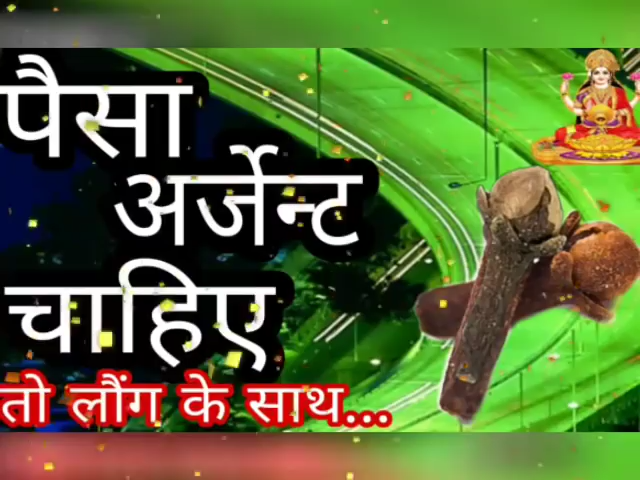 पैसा
अर्जेन्ट
चाहिए
तो लौंग के साथ...